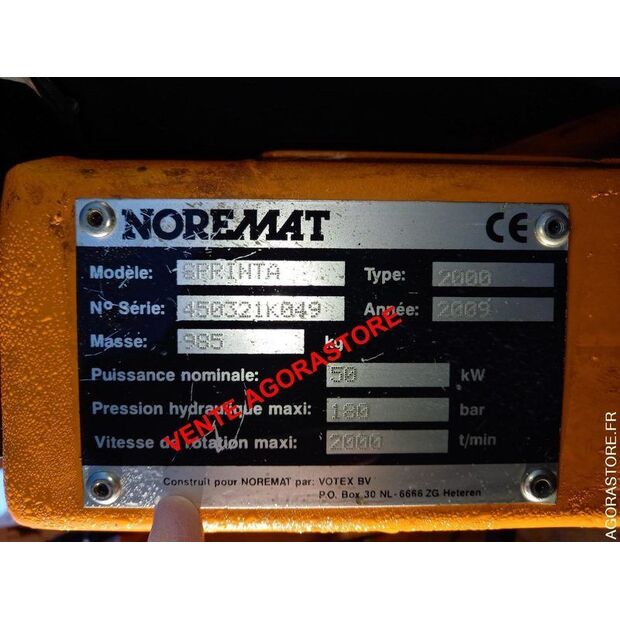 NOREMAT CE
Modèle: SRRINTA Type: 2000
Nº Série: 450321K049 Année: 2009
Masse: 985 kg
Puissance nominale: 50 kW
Pression hydraulique maxi: 180 bar
Vitesse de rotation maxi: 2000 t/min
Construit pour NOREMAT par: VOTEX BV
P.O. Box 30 NL-6666 ZG Heteren
VENTE AGORASTORE
AGORASTORE.FR